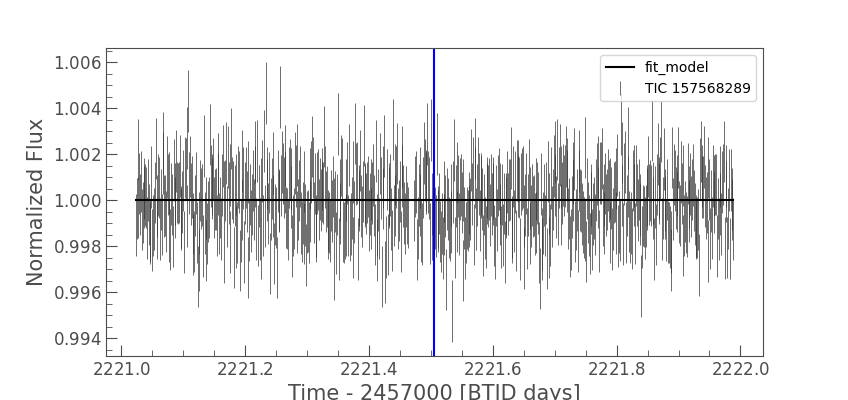 1.006
1.004
1.002
1.000
0.998
0.996
0.994
Normalized Flux
fit_model
TIC 157568289
2221.0 2221.2 2221.4 2221.6 2221.8 2222.0
Time - 2457000 [BTJD days]